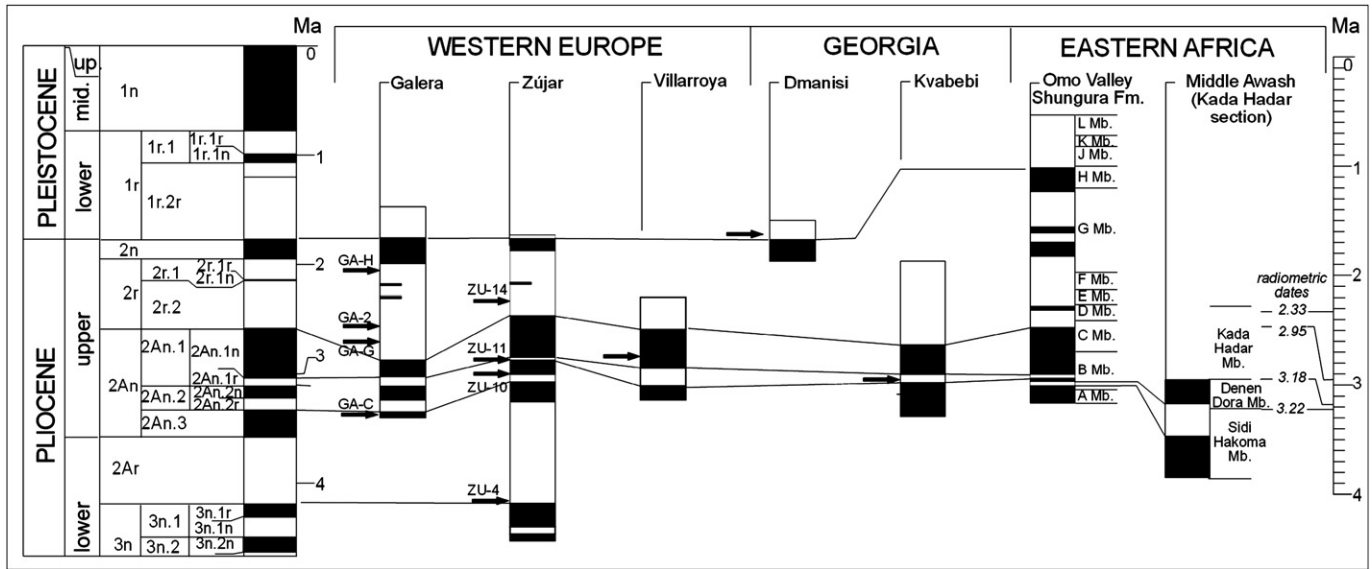 Ma
WESTERN EUROPE
GEORGIA
EASTERN AFRICA
Ma
0
0
Galera
Zújar
Villarroya
Dmanisi
Kvabebi
Omo Valley
Shungura Fm.
Middle Awash
(Kada Hadar
section)
PLEISTOCENE
up.
mid.
lower
1n
1r
1r.1
1r.1r
1r.1n
1r.2r
1
L Mb.
K Mb.
J Mb.
H Mb.
G Mb.
F Mb.
E Mb.
D Mb.
C Mb.
B Mb.
A Mb.
1
PLIOCENE
upper
lower
2n
2r
2r.1
2r.1r
2r.1n
2r.2
2
2An
2An.1
2An.1n
2An.1r
2An.2
2An.2n
2An.2r
2An.3
3
2Ar
4
3n
3n.1
3n.1r
3n.1n
3n.2
3n.2n
GA-H
GA-2
GA-G
GA-C
ZU-14
ZU-11
ZU-10
ZU-4
radiometric
dates
2.33
2.95
3.18
3.22
Kada
Hadar
Mb.
Denen
Dora Mb.
Sidi
Hakoma
Mb.
2
3
4